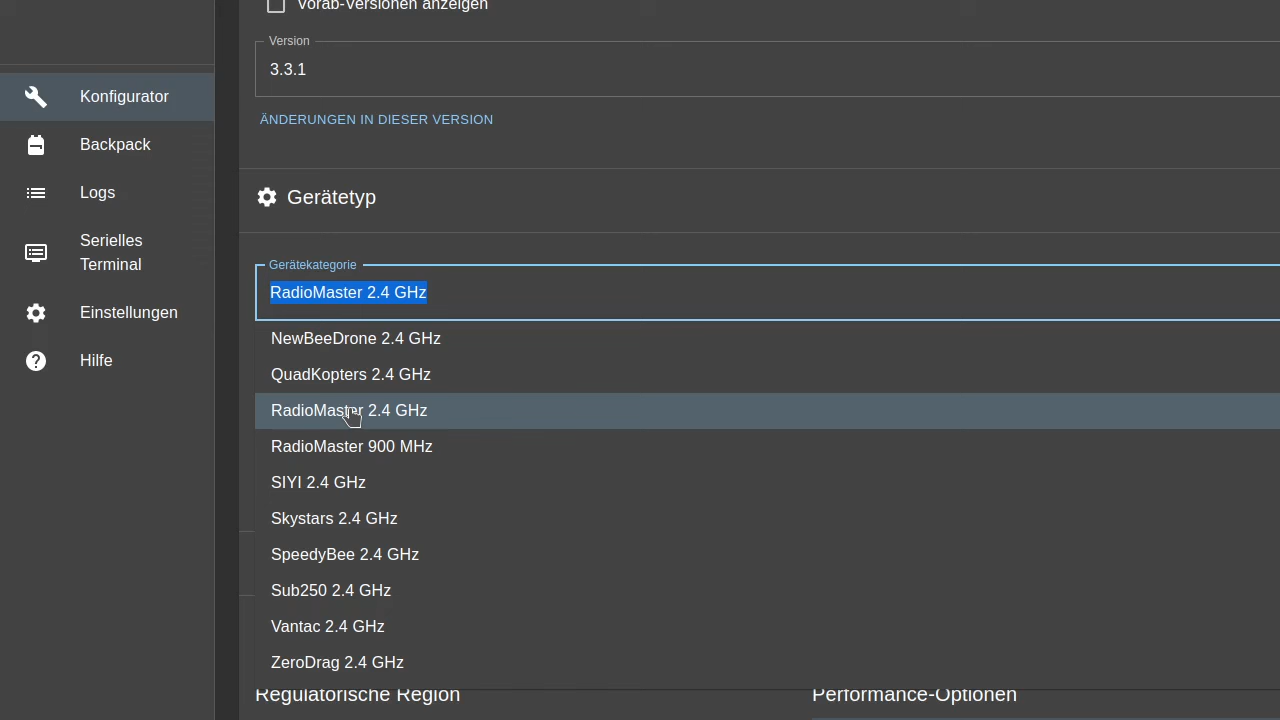 Vorab-Versionen anzeigen
Version
3.3.1
ÄNDERUNGEN IN DIESER VERSION
Konfigurator
Backpack
Logs
Serielles
Terminal
Einstellungen
Hilfe
Gerätetyp
Gerätekategorie
RadioMaster 2.4 GHz
NewBeeDrone 2.4 GHz
QuadKopters 2.4 GHz
RadioMaster 2.4 GHz
RadioMaster 900 MHz
SIYI 2.4 GHz
Skystars 2.4 GHz
SpeedyBee 2.4 GHz
Sub250 2.4 GHz
Vantac 2.4 GHz
ZeroDrag 2.4 GHz
Regulatorische Region
Performance-Optionen